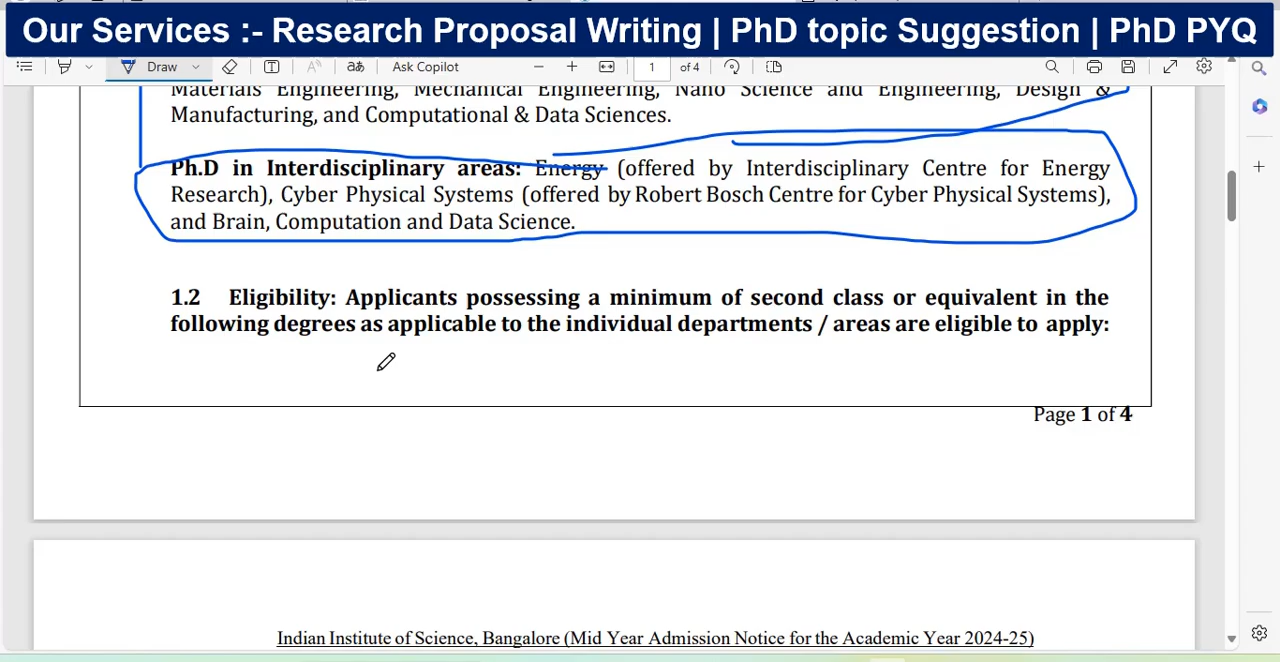 Our Services :- Research Proposal Writing | PhD topic Suggestion | PhD PYQ
Draw
Ask Copilot
1
of 4
Materials Engineering, Mechanical Engineering, Nano Science and Engineering, Design &
Manufacturing, and Computational & Data Sciences.
Ph.D in Interdisciplinary areas: Energy (offered by Interdisciplinary Centre for Energy
Research), Cyber Physical Systems (offered by Robert Bosch Centre for Cyber Physical Systems),
and Brain, Computation and Data Science.
1.2 Eligibility: Applicants possessing a minimum of second class or equivalent in the
following degrees as applicable to the individual departments / areas are eligible to apply:
Page 1 of 4
Indian Institute of Science, Bangalore (Mid Year Admission Notice for the Academic Year 2024-25)